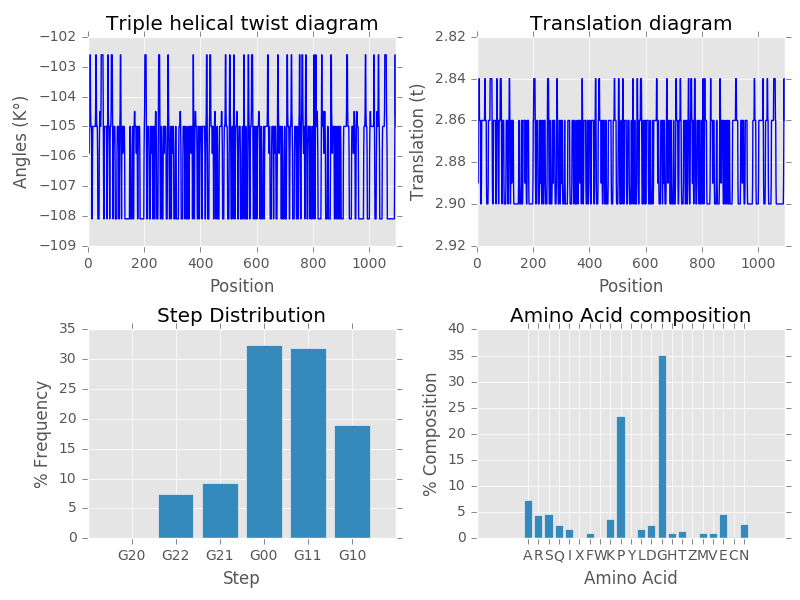 Triple helical twist diagram
−102
−103
−104
−105
−106
−107
−108
−109
Angles (K°)
0 200 400 600 800 1000
Position
Translation diagram
2.82
2.84
2.86
2.88
2.90
2.92
Translation (t)
0 200 400 600 800 1000
Position
Step Distribution
35
30
25
20
15
10
5
0
% Frequency
G20 G22 G21 G00 G11 G10
Step
Amino Acid composition
40
35
30
25
20
15
10
5
0
% Composition
A R S Q I X F W K P Y L D G H T Z M V E C N
Amino Acid